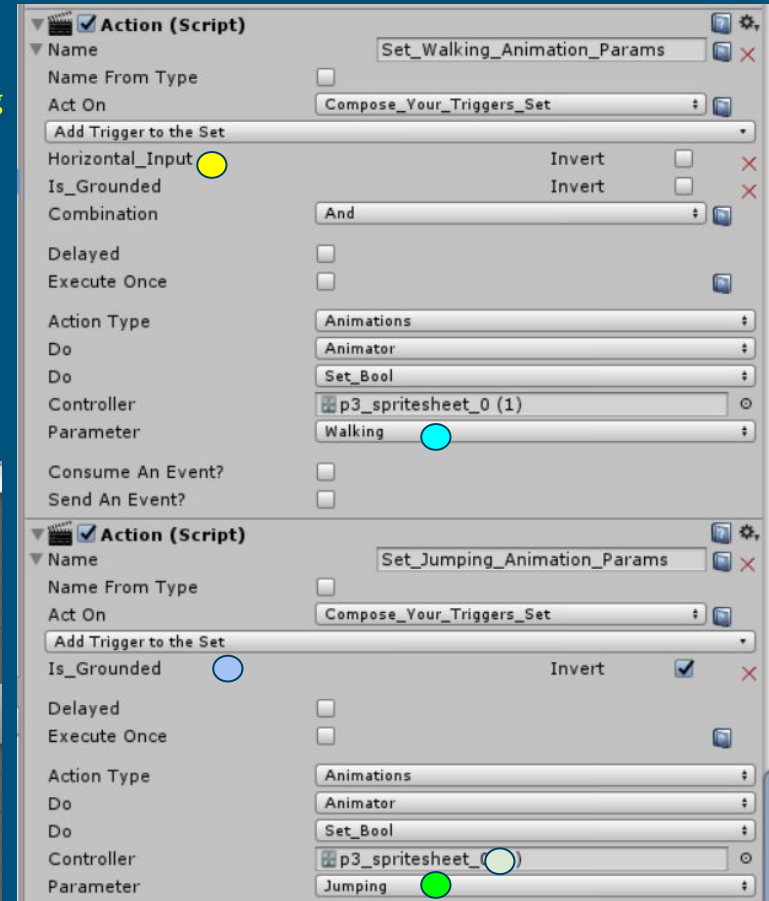 Action (Script)
Name Set_Walking_Animation_Params
Name From Type
Act On Compose_Your_Triggers_Set
Add Trigger to the Set
Horizontal_Input Invert
Is_Grounded Invert
Combination And
Delayed
Execute Once
Action Type Animations
Do Animator
Do Set_Bool
Controller p3_spritesheet_0 (1)
Parameter Walking
Consume An Event?
Send An Event?
Action (Script)
Name Set_Jumping_Animation_Params
Name From Type
Act On Compose_Your_Triggers_Set
Add Trigger to the Set
Is_Grounded Invert
Delayed
Execute Once
Action Type Animations
Do Animator
Do Set_Bool
Controller p3_spritesheet_0 )
Parameter Jumping